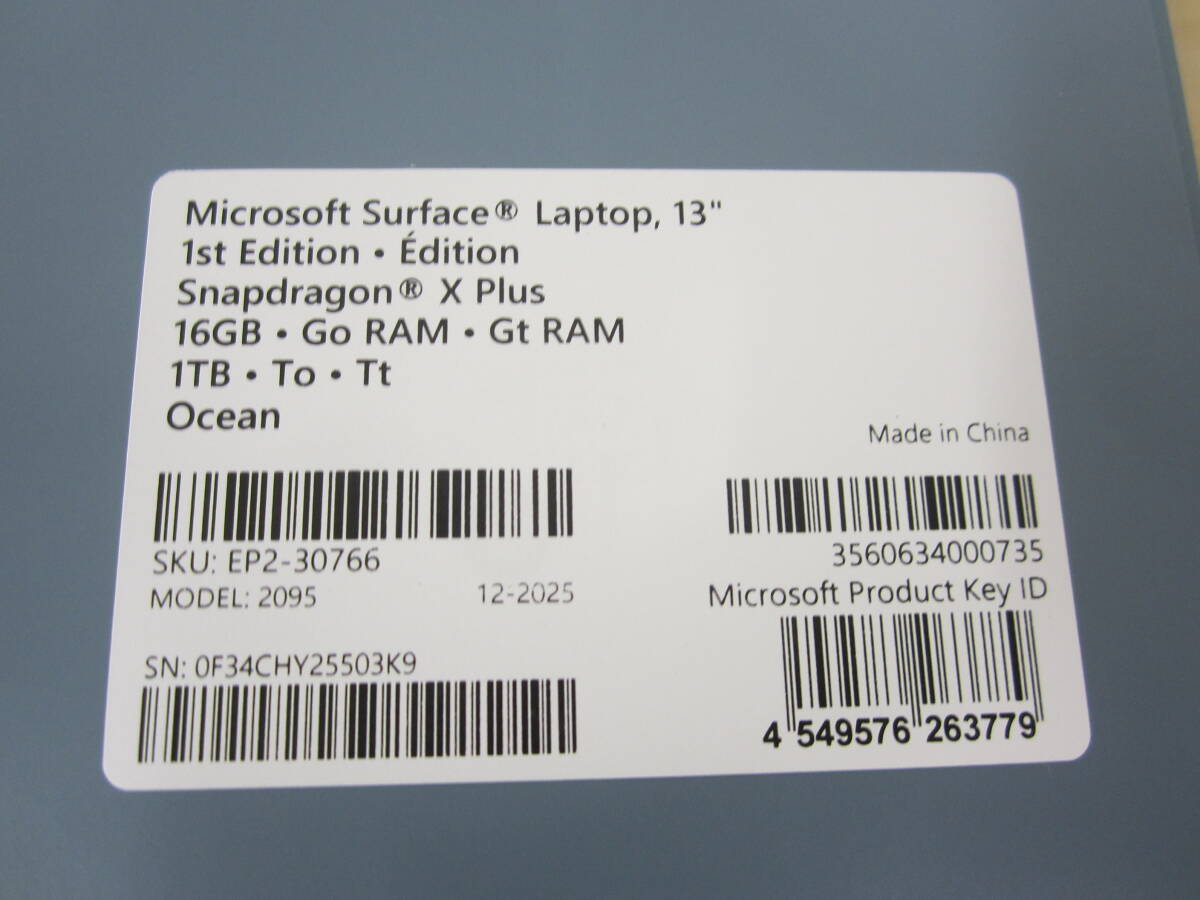 Microsoft Surface® Laptop, 13"
1st Edition • Édition
Snapdragon® X Plus
16GB • Go RAM • Gt RAM
1TB • To • Tt
Ocean
Made in China
SKU: EP2-30766
MODEL: 2095 12-2025
SN: 0F34CHY25503K9
3560634000735
Microsoft Product Key ID
4 549576 263779